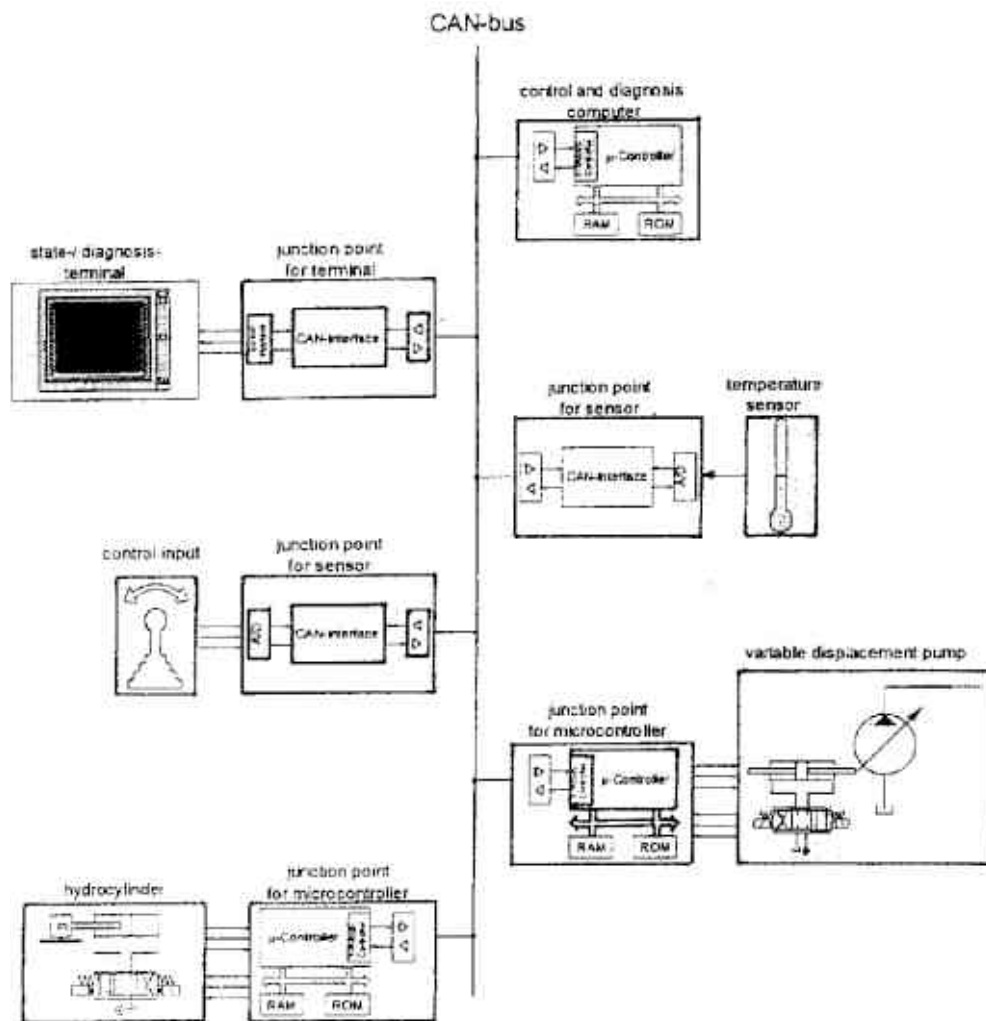 CAN-bus
control and diagnosis
computer
μ-Controller
RAM
ROM
state-/ diagnosis-
terminal
junction point
for terminal
CAN-interface
junction point
for sensor
CAN-interface
A/D
temperature
sensor
control input
junction point
for sensor
A/D
CAN-interface
variable displacement pump
junction point
for microcontroller
μ-Controller
RAM
ROM
hydrocylinder
m
junction point
for microcontroller
μ-Controller
RAM
ROM